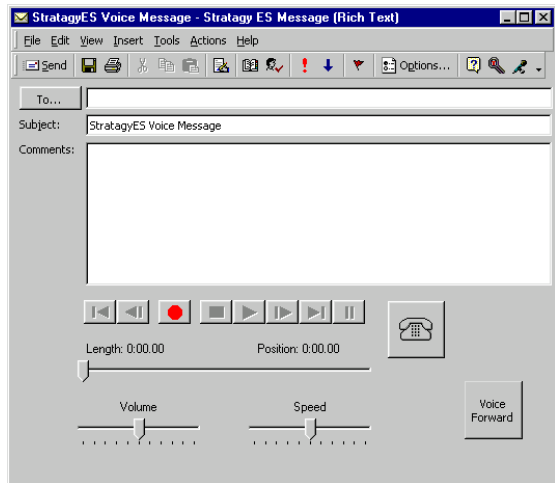 StratagyES Voice Message - Stratagy ES Message (Rich Text)
File Edit View Insert Tools Actions Help
Send Options...
To...
Subject: StratagyES Voice Message
Comments:
Length: 0:00.00 Position: 0:00.00
Volume Speed
Voice
Forward